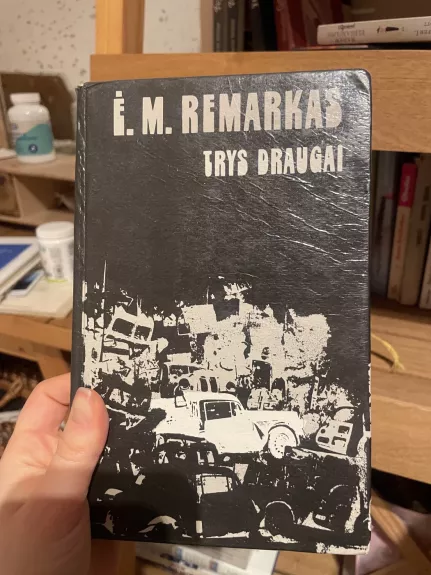 Ė. M. REMARKAS
TRYS DRAUGAI